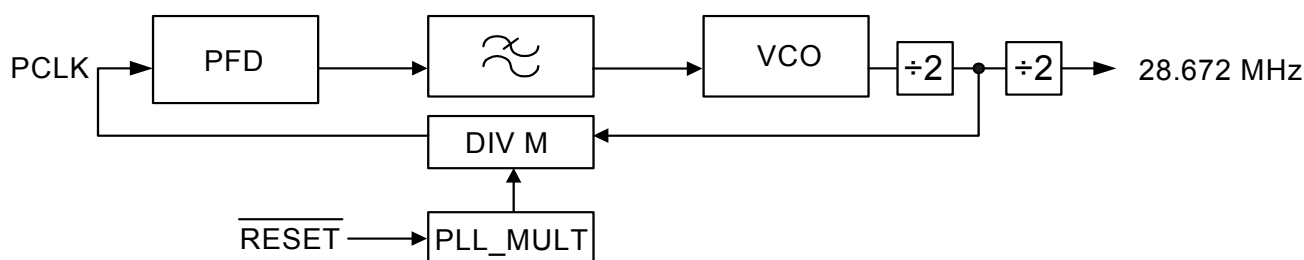 PCLK
PFD
VCO
÷2
÷2
28.672 MHz
DIV M
RESET
PLL_MULT